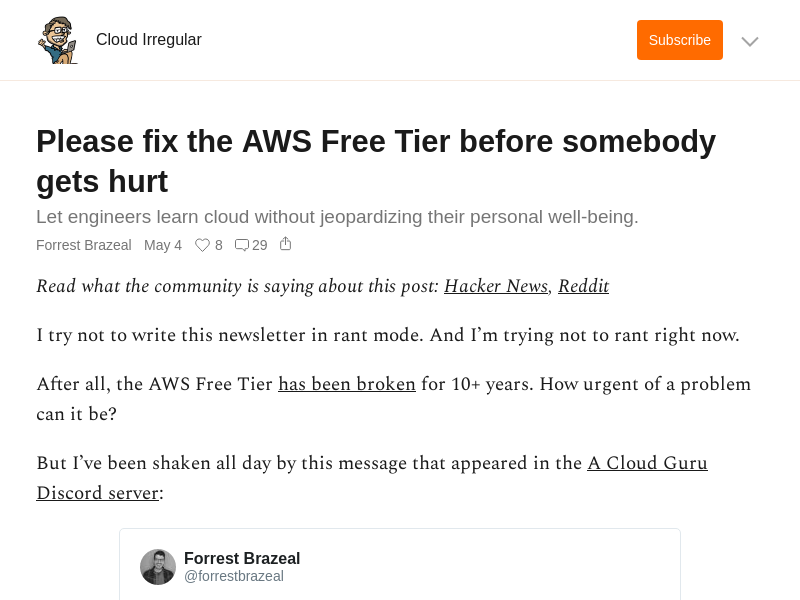 Cloud Irregular
Subscribe
Please fix the AWS Free Tier before somebody
gets hurt
Let engineers learn cloud without jeopardizing their personal well-being.
Forrest Brazeal May 4 8 29
Read what the community is saying about this post: Hacker News, Reddit
I try not to write this newsletter in rant mode. And I’m trying not to rant right now.
After all, the AWS Free Tier has been broken for 10+ years. How urgent of a problem
can it be?
But I’ve been shaken all day by this message that appeared in the A Cloud Guru
Discord server:
Forrest Brazeal
@forrestbrazeal